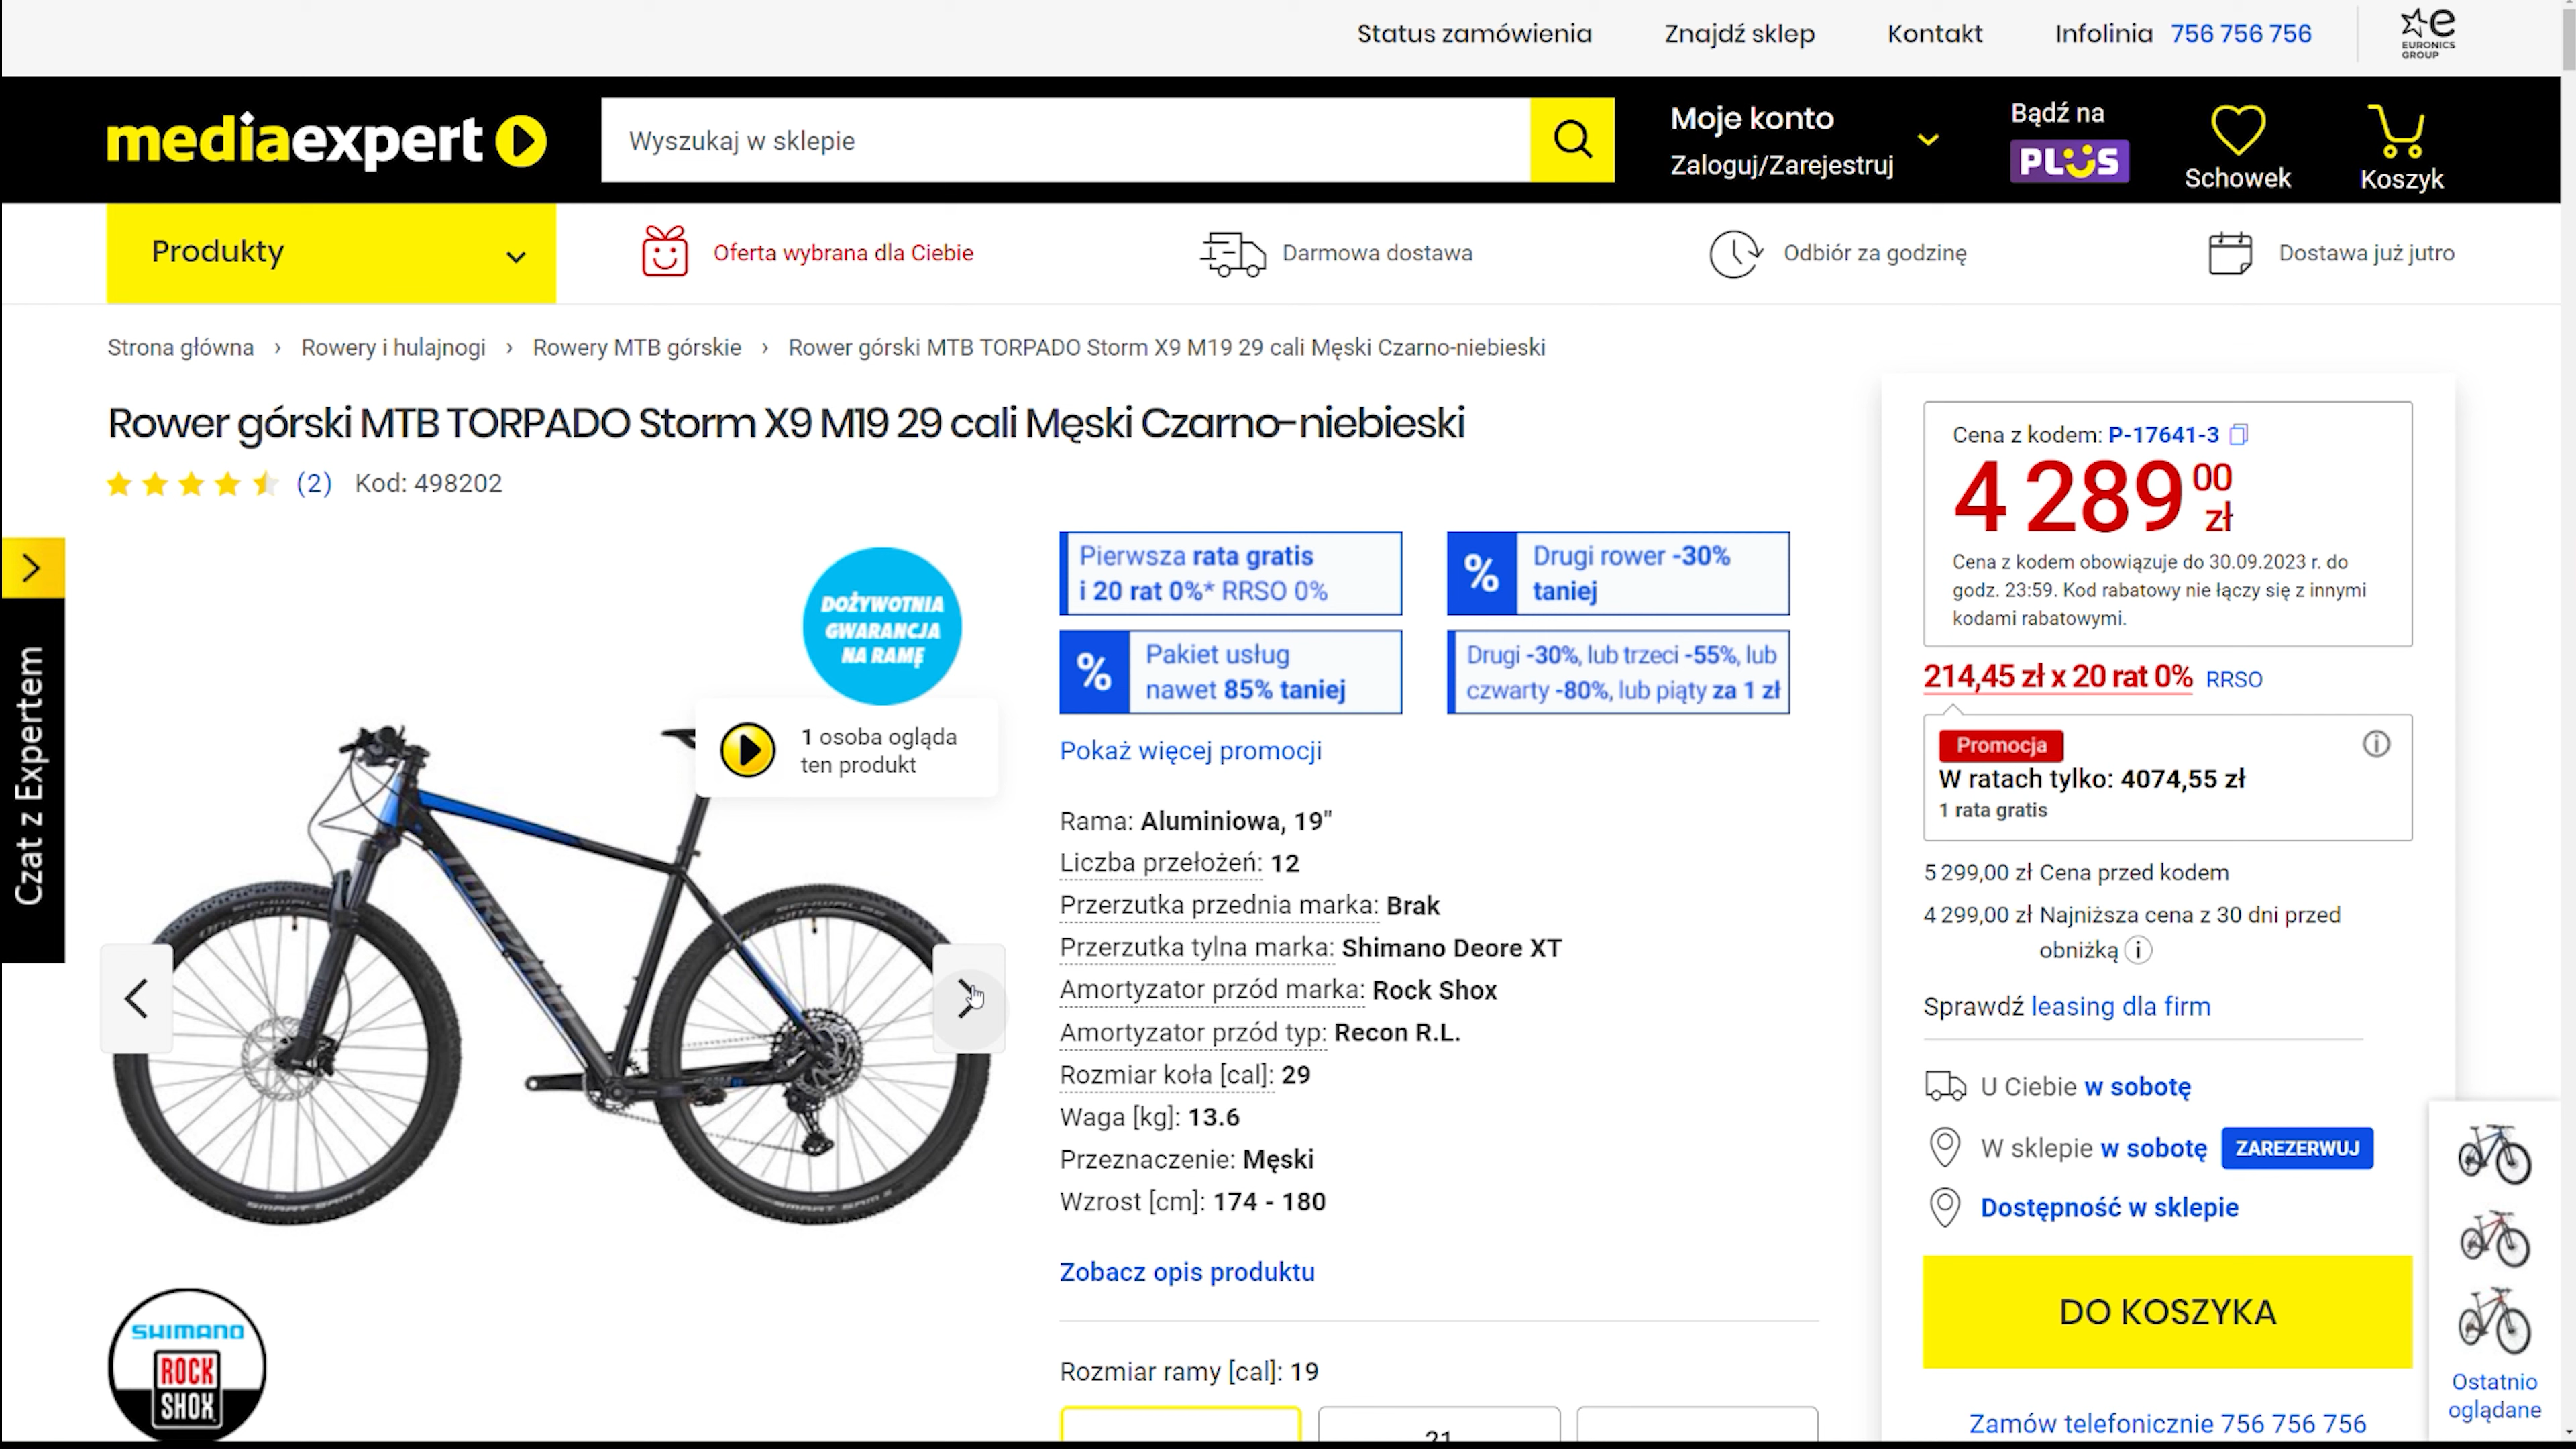 Status zamówienia
Znajdź sklep
Kontakt
Infolinia 756 756 756
EURONICS
GROUP
mediaexpert
Wyszukaj w sklepie
Moje konto
Zaloguj/Zarejestruj
Bądź na
PLUS
Schowek
Koszyk
Produkty
Oferta wybrana dla Ciebie
Darmowa dostawa
Odbiór za godzinę
Dostawa już jutro
Strona główna › Rowery i hulajnogi › Rowery MTB górskie › Rower górski MTB TORPADO Storm X9 M19 29 cali Męski Czarno-niebieski
Rower górski MTB TORPADO Storm X9 M19 29 cali Męski Czarno-niebieski
(2) Kod: 498202
Czat z Expertem
DOŻYWOTNIA
GWARANCJA
NA RAMĘ
1 osoba ogląda
ten produkt
TORPADO
SCHWALBE
SCHWALBE
SMART SAM
SMART SAM
SHIMANO
ROCK
SHOX
Pierwsza rata gratis
i 20 rat 0%* RRSO 0%
% Drugi rower -30%
taniej
% Pakiet usług
nawet 85% taniej
Drugi -30%, lub trzeci -55%, lub
czwarty -80%, lub piąty za 1 zł
Pokaż więcej promocji
Rama: Aluminiowa, 19"
Liczba przełożeń: 12
Przerzutka przednia marka: Brak
Przerzutka tylna marka: Shimano Deore XT
Amortyzator przód marka: Rock Shox
Amortyzator przód typ: Recon R.L.
Rozmiar koła [cal]: 29
Waga [kg]: 13.6
Przeznaczenie: Męski
Wzrost [cm]: 174 - 180
Zobacz opis produktu
Rozmiar ramy [cal]: 19
21
Cena z kodem: P-17641-3
4 289 00 zł
Cena z kodem obowiązuje do 30.09.2023 r. do
godz. 23:59. Kod rabatowy nie łączy się z innymi
kodami rabatowymi.
214,45 zł x 20 rat 0% RRSO
Promocja
W ratach tylko: 4074,55 zł
1 rata gratis
5 299,00 zł Cena przed kodem
4 299,00 zł Najniższa cena z 30 dni przed
obniżką
Sprawdź leasing dla firm
U Ciebie w sobotę
W sklepie w sobotę ZAREZERWUJ
Dostępność w sklepie
DO KOSZYKA
Zamów telefonicznie 756 756 756
Ostatnio
oglądane